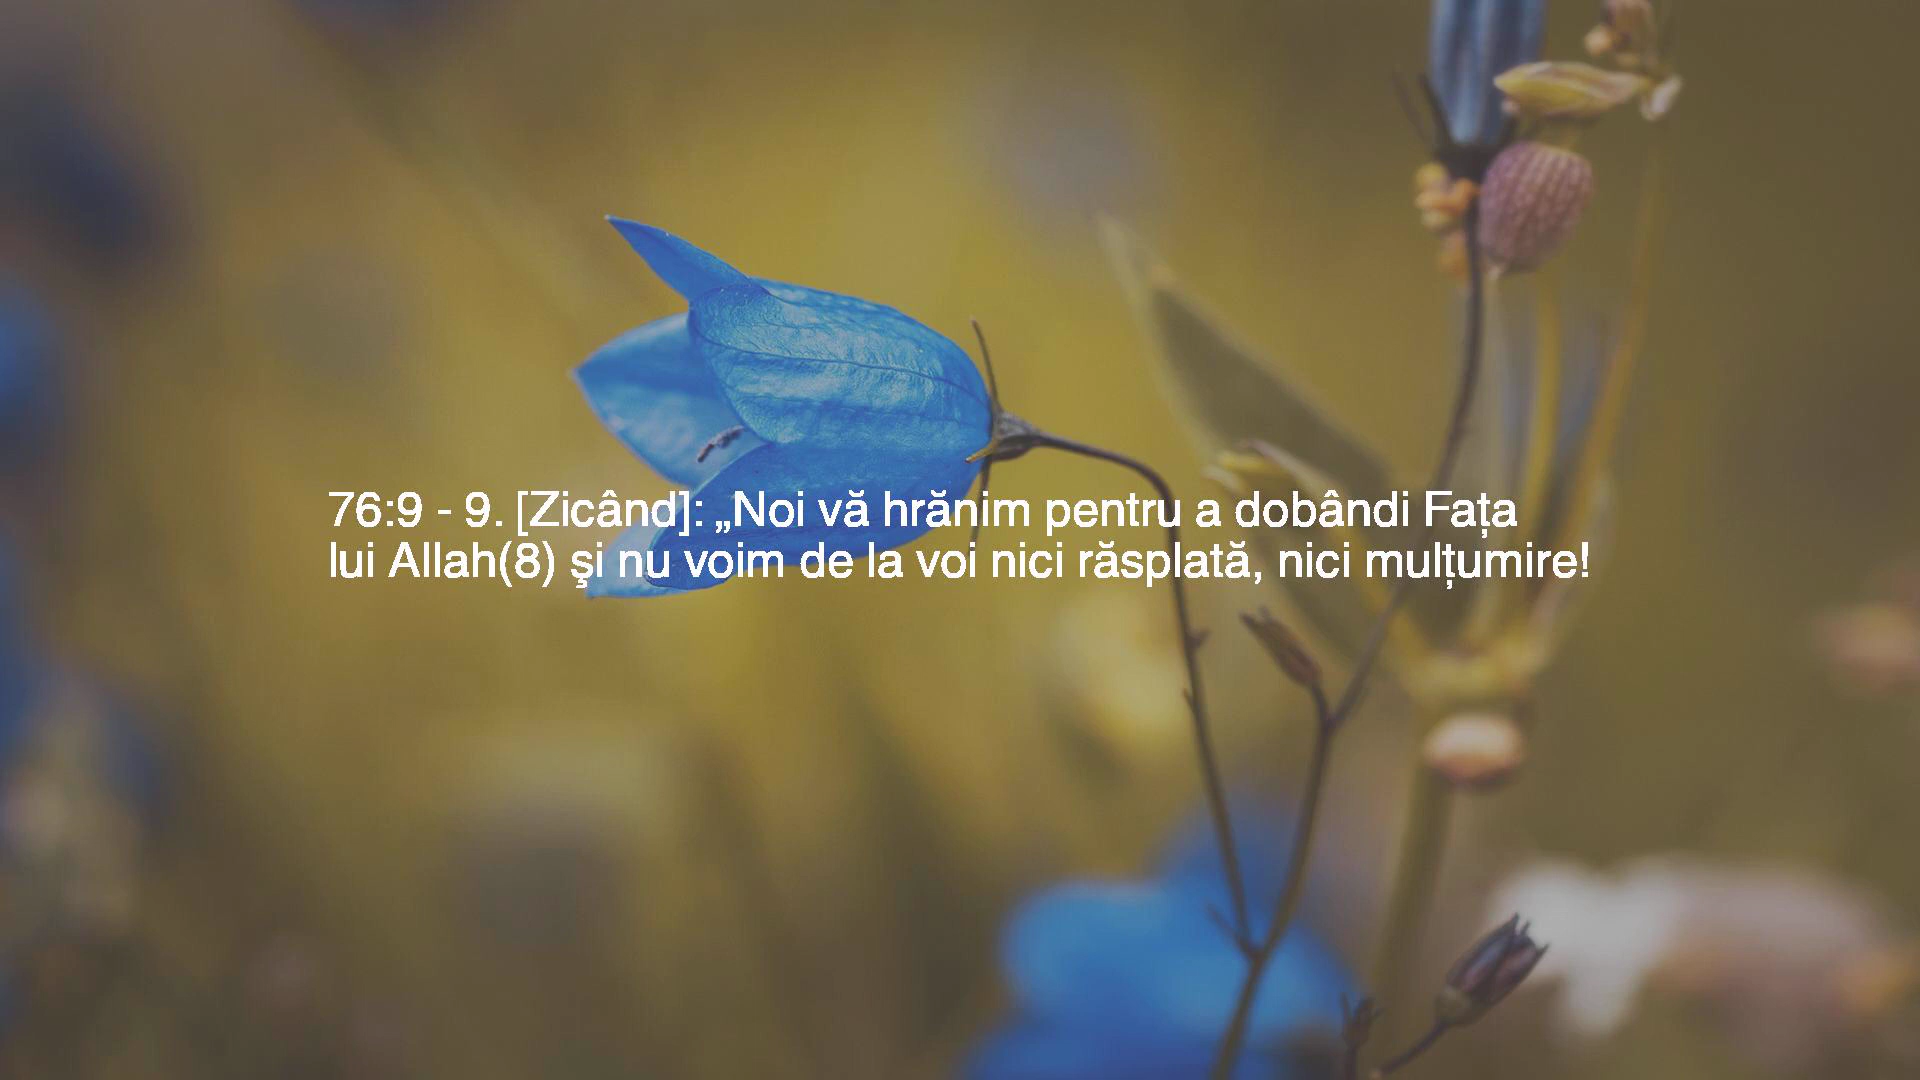 76:9 - 9. [Zicând]: „Noi vă hrănim pentru a dobândi Fața
lui Allah(8) şi nu voim de la voi nici răsplată, nici mulțumire!